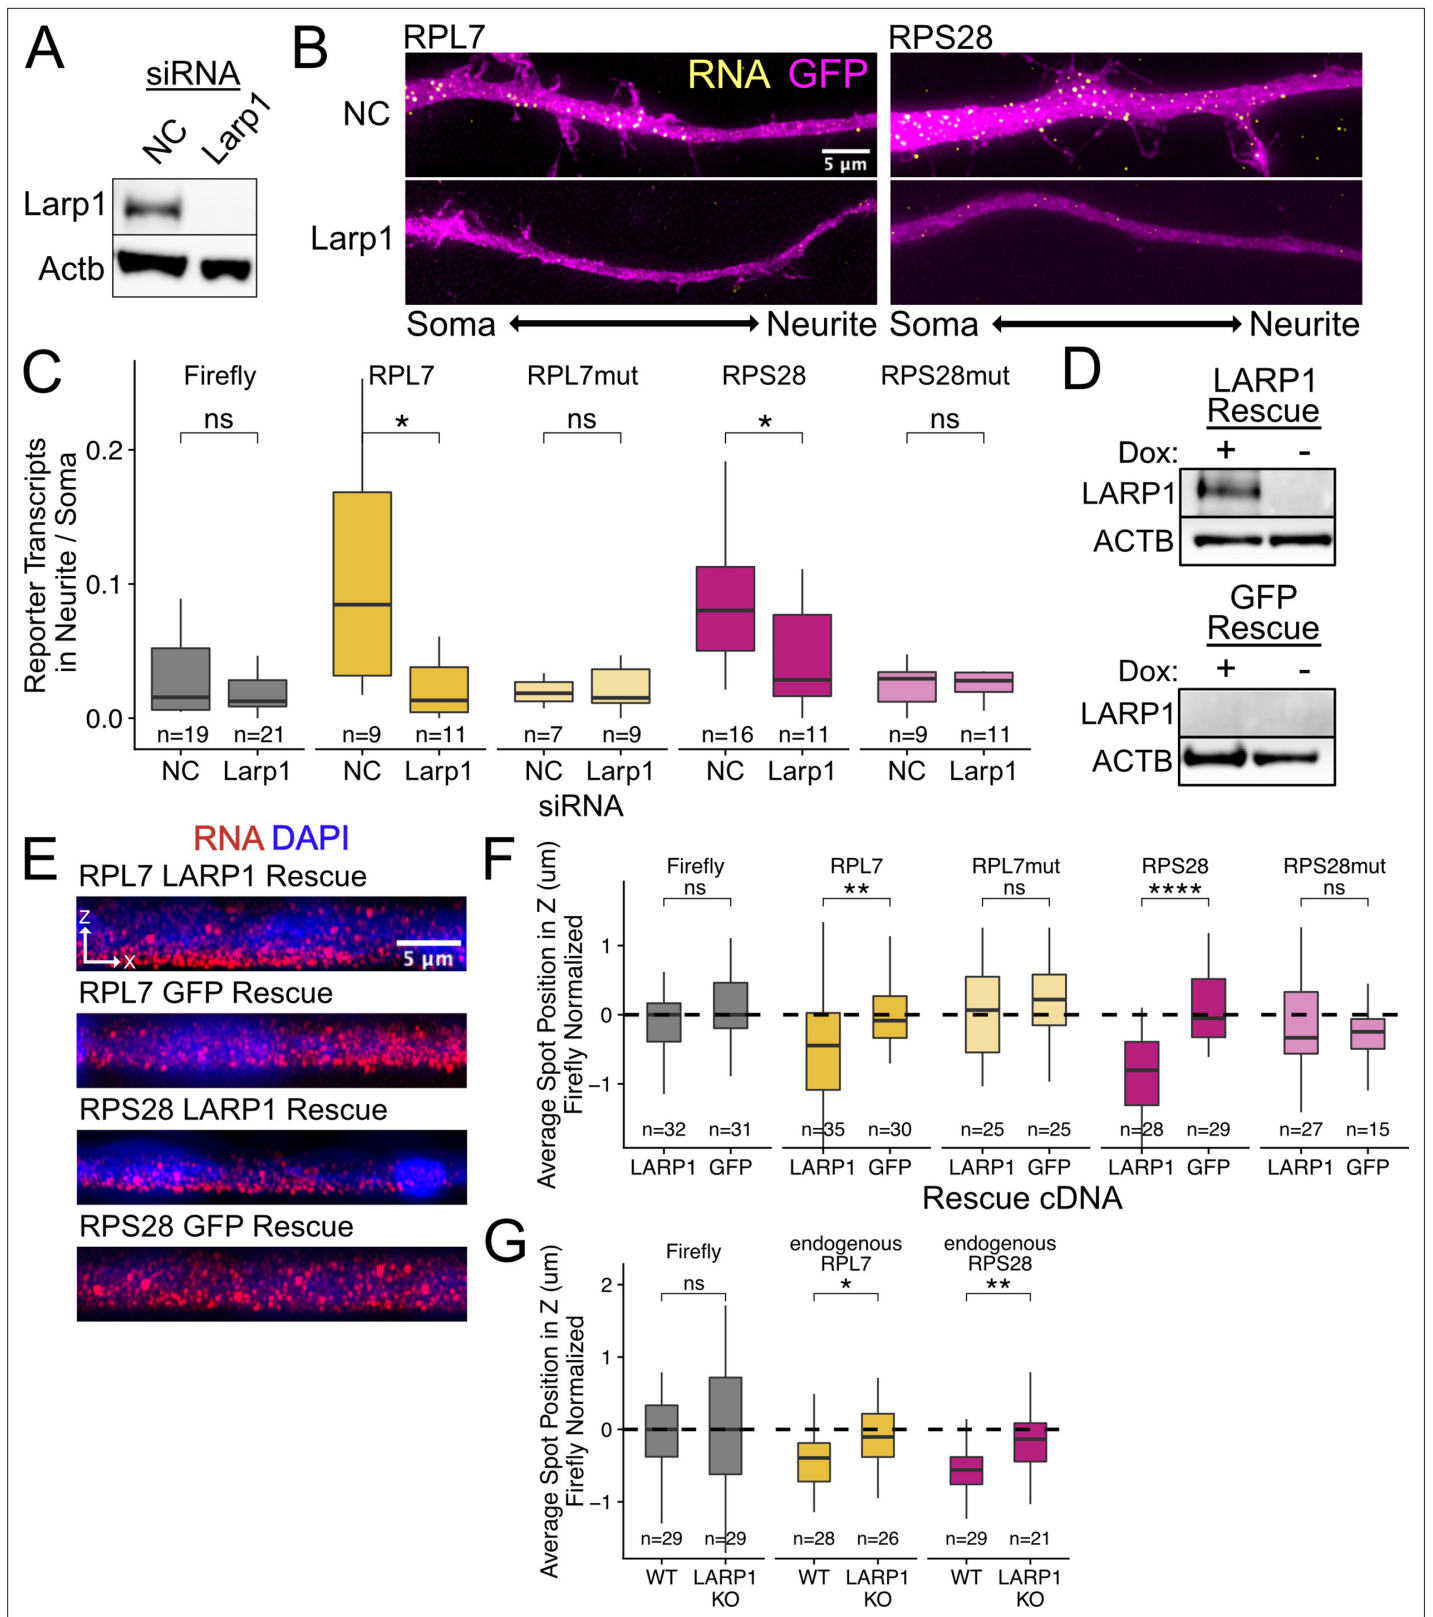 A
siRNA
NC
Larp1
Larp1
Actb
B
RPL7
RPS28
RNA GFP
NC
5 µm
Larp1
Soma
Neurite
Soma
Neurite
C
Firefly
RPL7
RPL7mut
RPS28
RPS28mut
ns
*
ns
*
ns
Reporter Transcripts
in Neurite / Soma
0.2
0.1
0.0
n=19
n=21
n=9
n=11
n=7
n=9
n=16
n=11
n=9
n=11
NC
Larp1
NC
Larp1
NC
Larp1
NC
Larp1
NC
Larp1
siRNA
D
LARP1
Rescue
Dox:
+
-
LARP1
ACTB
GFP
Rescue
Dox:
+
-
LARP1
ACTB
E
RNA DAPI
RPL7 LARP1 Rescue
Z
X
5 µm
RPL7 GFP Rescue
RPS28 LARP1 Rescue
RPS28 GFP Rescue
F
Average Spot Position in Z (um)
Firefly Normalized
Firefly
RPL7
RPL7mut
RPS28
RPS28mut
ns
**
ns
****
ns
1
0
−1
n=32
n=31
n=35
n=30
n=25
n=25
n=28
n=29
n=27
n=15
LARP1
GFP
LARP1
GFP
LARP1
GFP
LARP1
GFP
LARP1
GFP
Rescue cDNA
G
Average Spot Position in Z (um)
Firefly Normalized
Firefly
endogenous
RPL7
endogenous
RPS28
ns
*
**
2
1
0
−1
n=29
n=29
n=28
n=26
n=29
n=21
WT
LARP1
KO
WT
LARP1
KO
WT
LARP1
KO